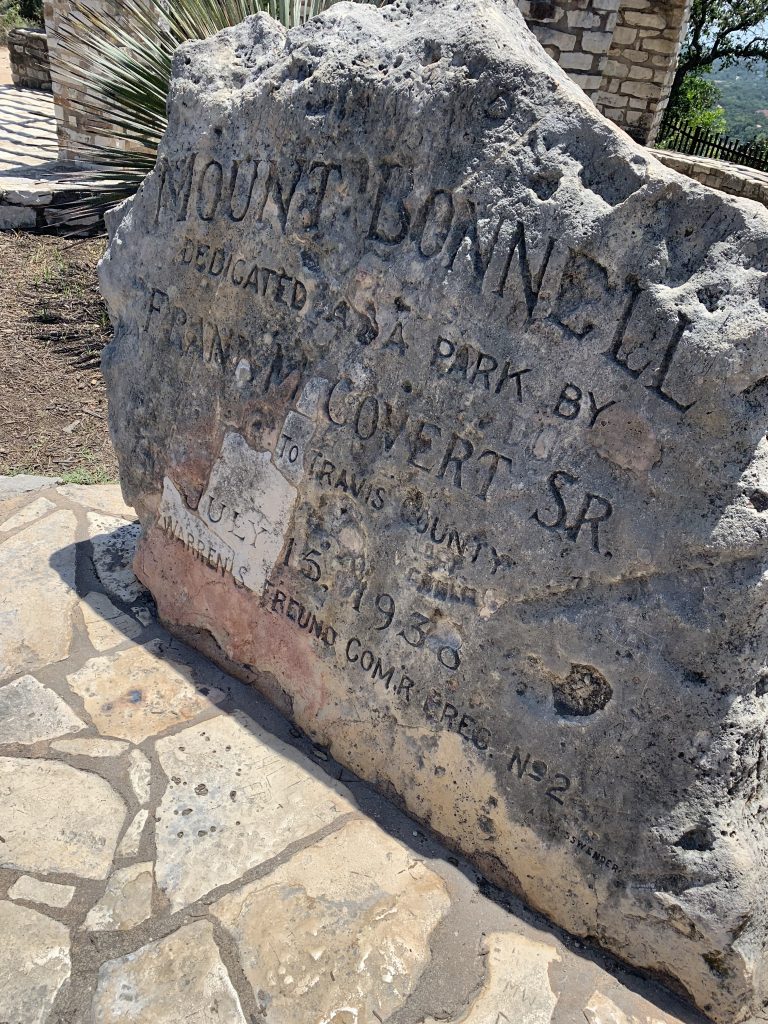 MOUNT BONNELL
DEDICATED AS A PARK BY
FRANK M. COVERT SR.
TO TRAVIS COUNTY
JULY 15, 1938
WARREN S. FREUND COM.R. PREC. Nº 2
SWENDER